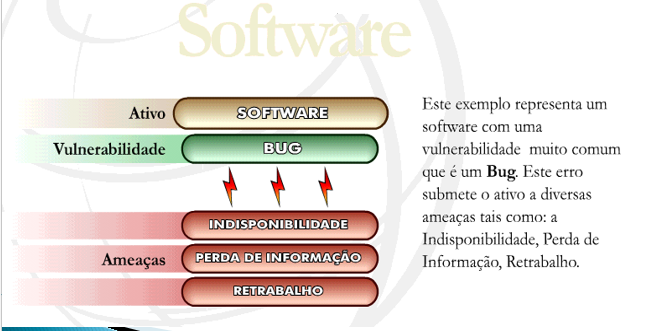 Software
Ativo
SOFTWARE
Vulnerabilidade
BUG
INDISPONIBILIDADE
Ameaças
PERDA DE INFORMAÇÃO
RETRABALHO
Este exemplo representa um
software com uma
vulnerabilidade muito comum
que é um Bug. Este erro
submete o ativo a diversas
ameaças tais como: a
Indisponibilidade, Perda de
Informação, Retrabalho.